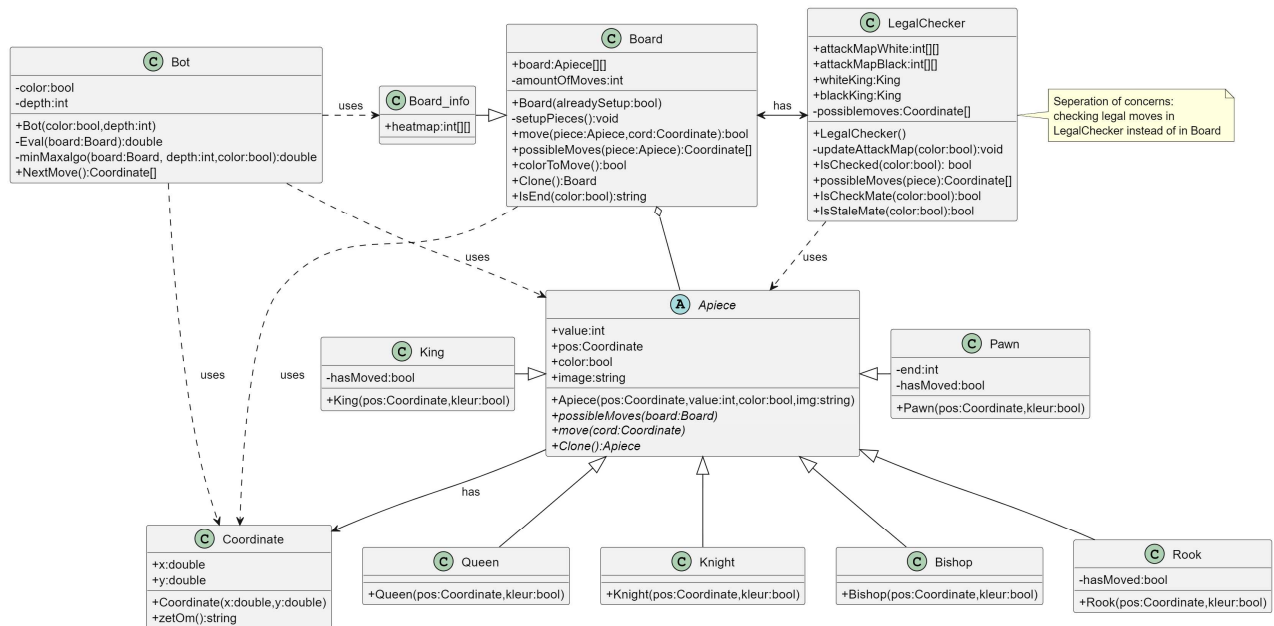 C Bot
-color:bool
-depth:int
+Bot(color:bool,depth:int)
-Eval(board:Board):double
-minMaxalgo(board:Board, depth:int,color:bool):double
+NextMove():Coordinate[]
uses
C Board_info
+heatmap:int[][]
C Board
+board:Apiece[][]
-amountOfMoves:int
+Board(alreadySetup:bool)
-setupPieces():void
+move(piece:Apiece,cord:Coordinate):bool
+possibleMoves(piece:Apiece):Coordinate[]
+colorToMove():bool
+Clone():Board
+IsEnd(color:bool):string
has
C LegalChecker
+attackMapWhite:int[][]
+attackMapBlack:int[][]
+whiteKing:King
+blackKing:King
-possiblemoves:Coordinate[]
+LegalChecker()
-updateAttackMap(color:bool):void
+IsChecked(color:bool): bool
+possibleMoves(piece):Coordinate[]
+IsCheckMate(color:bool):bool
+IsStaleMate(color:bool):bool
Seperation of concerns:
checking legal moves in
LegalChecker instead of in Board
uses
uses
A Apiece
+value:int
+pos:Coordinate
+color:bool
+image:string
+Apiece(pos:Coordinate,value:int,color:bool,img:string)
+possibleMoves(board:Board)
+move(cord:Coordinate)
+Clone():Apiece
C King
-hasMoved:bool
+King(pos:Coordinate,kleur:bool)
C Pawn
-end:int
-hasMoved:bool
+Pawn(pos:Coordinate,kleur:bool)
uses
uses
has
C Coordinate
+x:double
+y:double
+Coordinate(x:double,y:double)
+zetOm():string
C Queen
+Queen(pos:Coordinate,kleur:bool)
C Knight
+Knight(pos:Coordinate,kleur:bool)
C Bishop
+Bishop(pos:Coordinate,kleur:bool)
C Rook
-hasMoved:bool
+Rook(pos:Coordinate,kleur:bool)